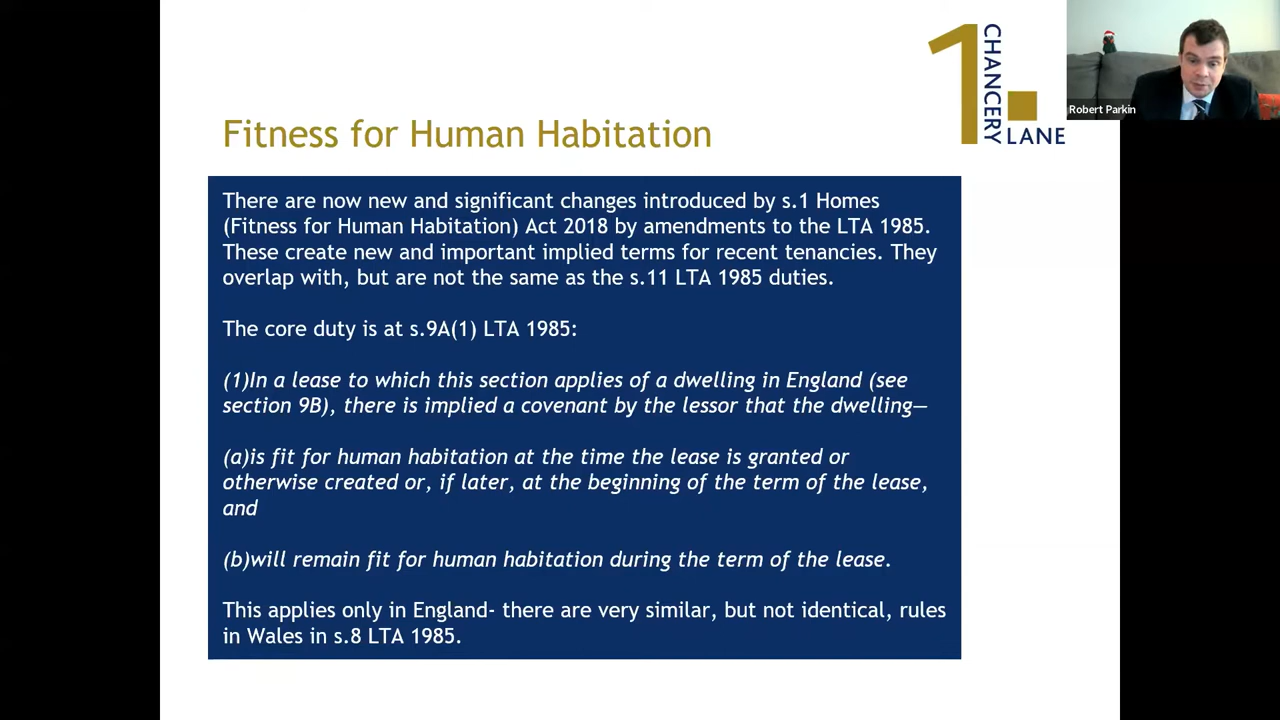 1
CHANCERY
LANE
Robert Parkin
Fitness for Human Habitation
There are now new and significant changes introduced by s.1 Homes
(Fitness for Human Habitation) Act 2018 by amendments to the LTA 1985.
These create new and important implied terms for recent tenancies. They
overlap with, but are not the same as the s.11 LTA 1985 duties.
The core duty is at s.9A(1) LTA 1985:
(1)In a lease to which this section applies of a dwelling in England (see
section 9B), there is implied a covenant by the lessor that the dwelling—
(a)is fit for human habitation at the time the lease is granted or
otherwise created or, if later, at the beginning of the term of the lease,
and
(b)will remain fit for human habitation during the term of the lease.
This applies only in England- there are very similar, but not identical, rules
in Wales in s.8 LTA 1985.